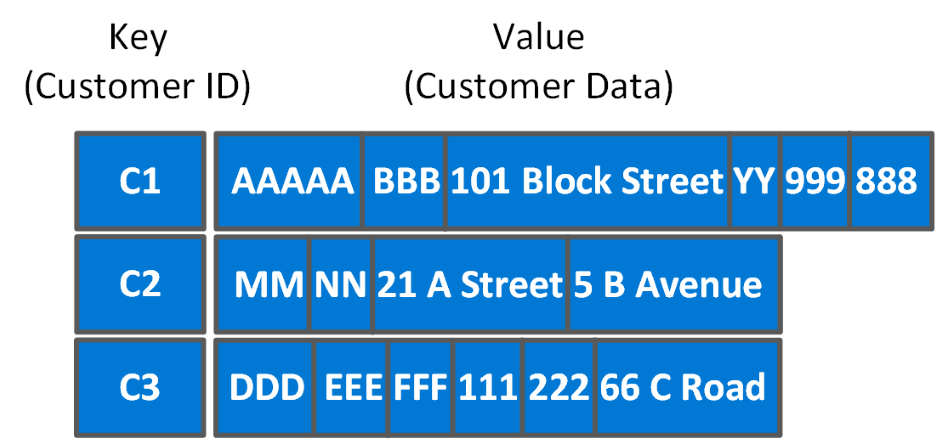 Key Value
(Customer ID) (Customer Data)
C1 AAAAA BBB 101 Block Street YY 999 888
C2 MM NN 21 A Street 5 B Avenue
C3 DDD EEE FFF 111 222 66 C Road